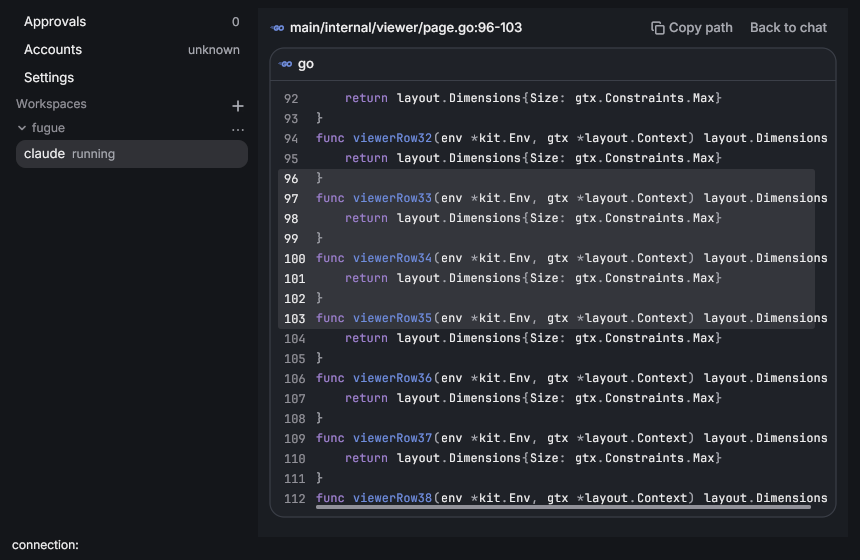 Approvals 0
Accounts unknown
Settings
Workspaces +
fugue ...
claude running
connection:
GO main/internal/viewer/page.go:96-103 Copy path Back to chat
GO go
92 return layout.Dimensions{Size: gtx.Constraints.Max}
93 }
94 func viewerRow32(env *kit.Env, gtx *layout.Context) layout.Dimensions
95 return layout.Dimensions{Size: gtx.Constraints.Max}
96 }
97 func viewerRow33(env *kit.Env, gtx *layout.Context) layout.Dimensions
98 return layout.Dimensions{Size: gtx.Constraints.Max}
99 }
100 func viewerRow34(env *kit.Env, gtx *layout.Context) layout.Dimensions
101 return layout.Dimensions{Size: gtx.Constraints.Max}
102 }
103 func viewerRow35(env *kit.Env, gtx *layout.Context) layout.Dimensions
104 return layout.Dimensions{Size: gtx.Constraints.Max}
105 }
106 func viewerRow36(env *kit.Env, gtx *layout.Context) layout.Dimensions
107 return layout.Dimensions{Size: gtx.Constraints.Max}
108 }
109 func viewerRow37(env *kit.Env, gtx *layout.Context) layout.Dimensions
110 return layout.Dimensions{Size: gtx.Constraints.Max}
111 }
112 func viewerRow38(env *kit.Env, gtx *layout.Context) layout.Dimensions